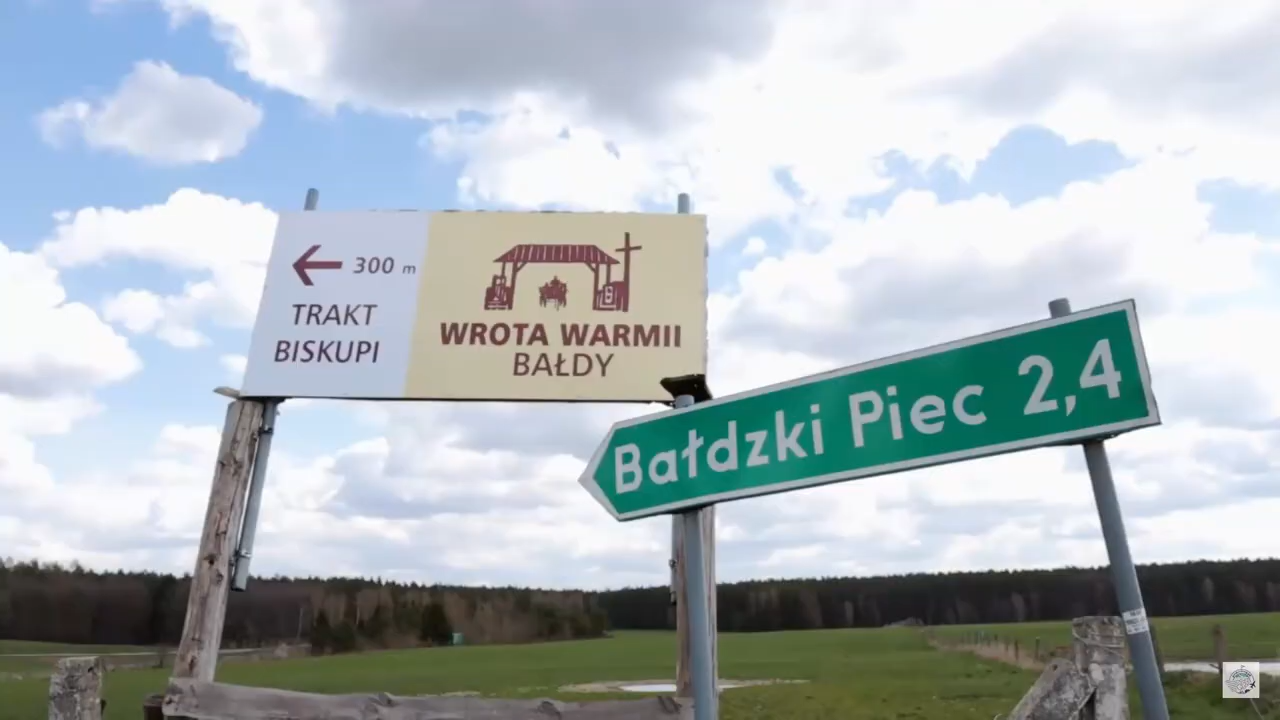 ← 300 m
TRAKT
BISKUPI
WROTA WARMII
BAŁDY
Bałdzki Piec 2,4